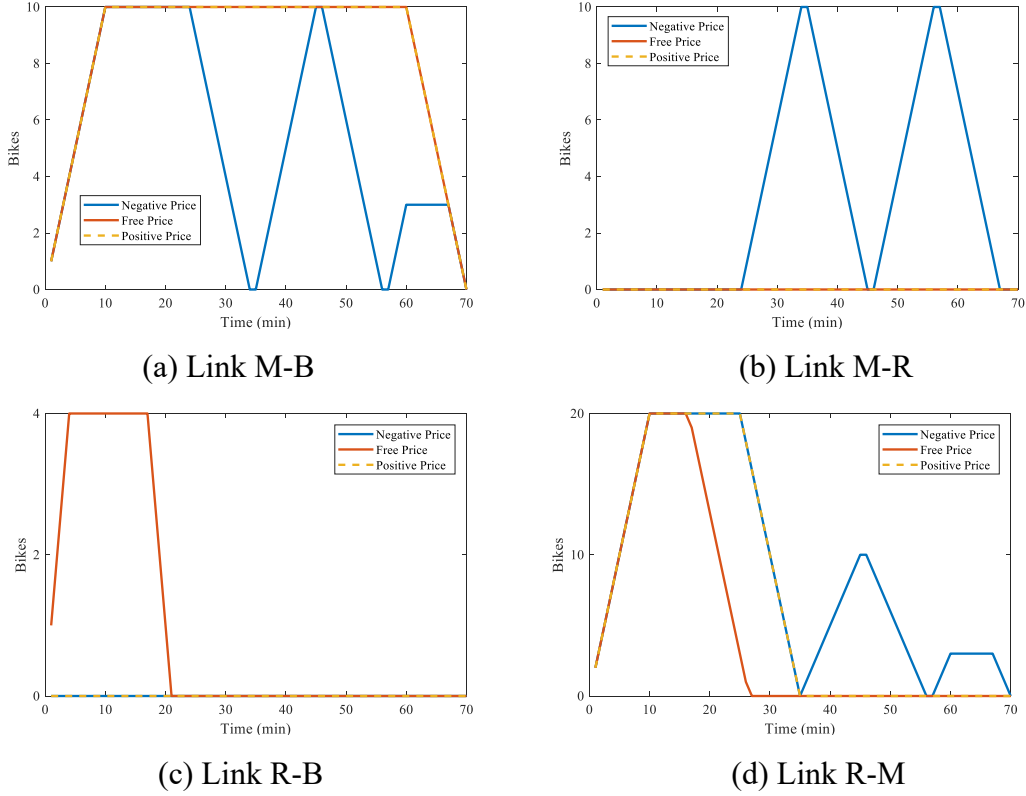 10
8
6
4
2
0
Bikes
0
10
20
30
40
50
60
70
Time (min)
Negative Price
Free Price
Positive Price
(a) Link M-B
10
8
6
4
2
0
Bikes
0
10
20
30
40
50
60
70
Time (min)
Negative Price
Free Price
Positive Price
(b) Link M-R
4
2
0
Bikes
0
10
20
30
40
50
60
70
Time (min)
Negative Price
Free Price
Positive Price
(c) Link R-B
20
10
0
Bikes
0
10
20
30
40
50
60
70
Time (min)
Negative Price
Free Price
Positive Price
(d) Link R-M